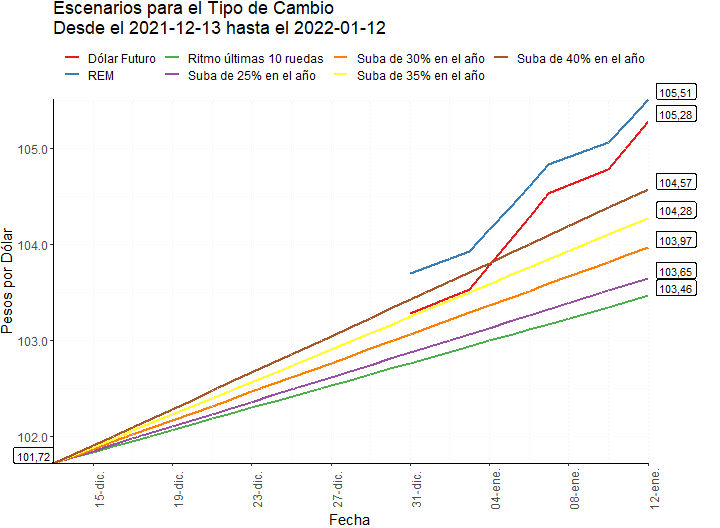 Escenarios para el Tipo de Cambio
Desde el 2021-12-13 hasta el 2022-01-12
Dólar Futuro
Ritmo últimas 10 ruedas
Suba de 30% en el año
Suba de 40% en el año
REM
Suba de 25% en el año
Suba de 35% en el año
105,51
105,28
105.0
104,57
104,28
104.0
103,97
103,65
103,46
103.0
102.0
101,72
Pesos por Dólar
15-dic.
19-dic.
23-dic.
27-dic.
31-dic.
04-ene.
08-ene.
12-ene.
Fecha